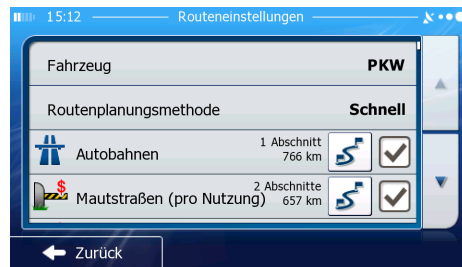 15:12 Routeneinstellungen
Fahrzeug PKW
Routenplanungsmethode Schnell
Autobahnen 1 Abschnitt 766 km
$
Mautstraßen (pro Nutzung) 2 Abschnitte 657 km
Zurück